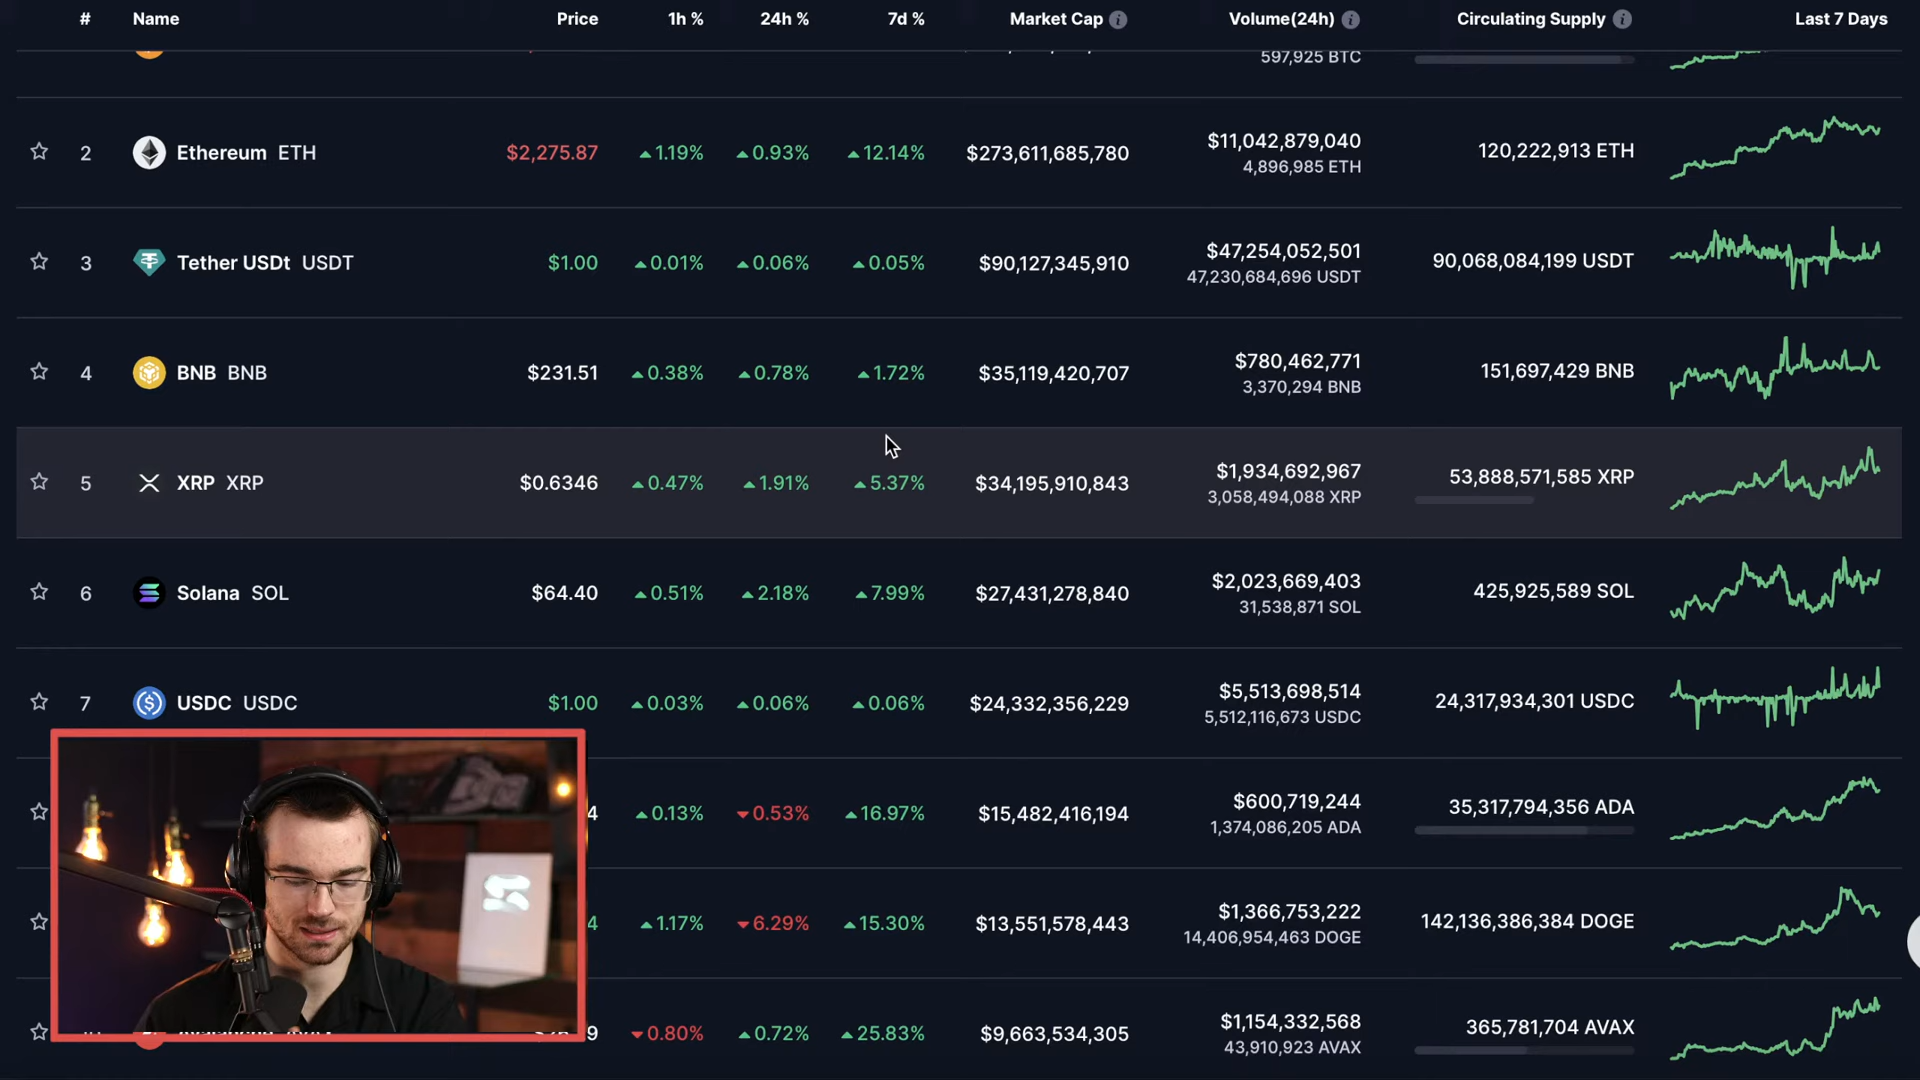 # Name Price 1h % 24h % 7d % Market Cap Volume(24h) Circulating Supply Last 7 Days
597,925 BTC
2 Ethereum ETH $2,275.87 1.19% 0.93% 12.14% $273,611,685,780 $11,042,879,040 120,222,913 ETH
4,896,985 ETH
3 Tether USDt USDT $1.00 0.01% 0.06% 0.05% $90,127,345,910 $47,254,052,501 90,068,084,199 USDT
47,230,684,696 USDT
4 BNB BNB $231.51 0.38% 0.78% 1.72% $35,119,420,707 $780,462,771 151,697,429 BNB
3,370,294 BNB
5 XRP XRP $0.6346 0.47% 1.91% 5.37% $34,195,910,843 $1,934,692,967 53,888,571,585 XRP
3,058,494,088 XRP
6 Solana SOL $64.40 0.51% 2.18% 7.99% $27,431,278,840 $2,023,669,403 425,925,589 SOL
31,538,871 SOL
7 USDC USDC $1.00 0.03% 0.06% 0.06% $24,332,356,229 $5,513,698,514 24,317,934,301 USDC
5,512,116,673 USDC
4 0.13% 0.53% 16.97% $15,482,416,194 $600,719,244 35,317,794,356 ADA
1,374,086,205 ADA
4 1.17% 6.29% 15.30% $13,551,578,443 $1,366,753,222 142,136,386,384 DOGE
14,406,954,463 DOGE
9 0.80% 0.72% 25.83% $9,663,534,305 $1,154,332,568 365,781,704 AVAX
43,910,923 AVAX